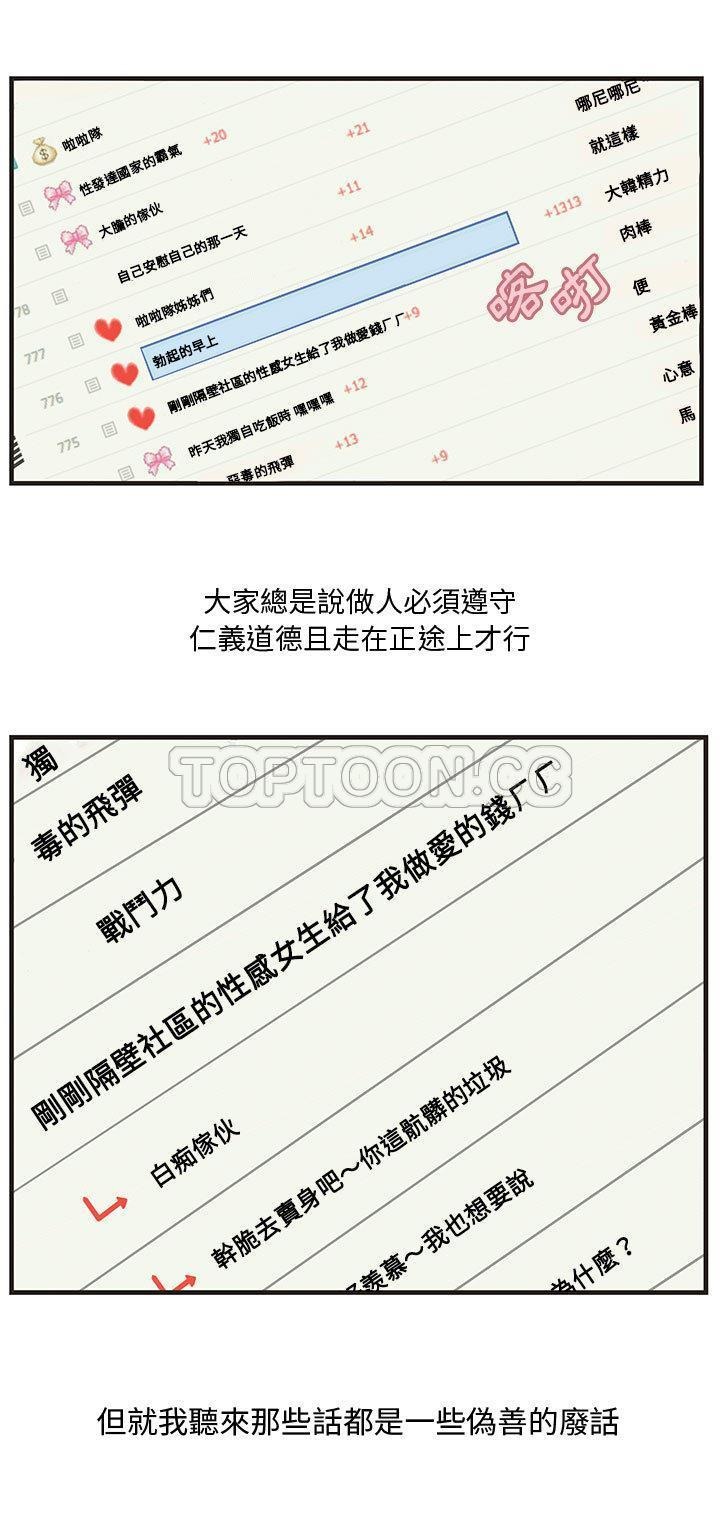 哪尼哪尼
啦啦隊 +20 +21 就這樣
性發達國家的霸氣 +11 大韓精力
大膽的傢伙 +14 肉棒
自己安慰自己的那一天 +1313 便
78 啦啦隊姊姊們 黃金棒
777 勃起的早上 心意
776 剛剛隔壁社區的性感女生給了我做愛錢ㄏㄏ +9 馬
775 昨天我獨自吃飯時 嘿嘿嘿 +12
惡毒的飛彈 +13 +9
喀啊
大家總是說做人必須遵守
仁義道德且走在正途上才行
TOPTOON.CC
獨
毒的飛彈
戰鬥力
剛剛隔壁社區的性感女生給了我做愛的錢ㄏㄏ
白痴傢伙
幹脆去賣身吧~你這骯髒的垃圾
羨慕~我也想要說
為什麼?
但就我聽來那些話都是一些偽善的廢話